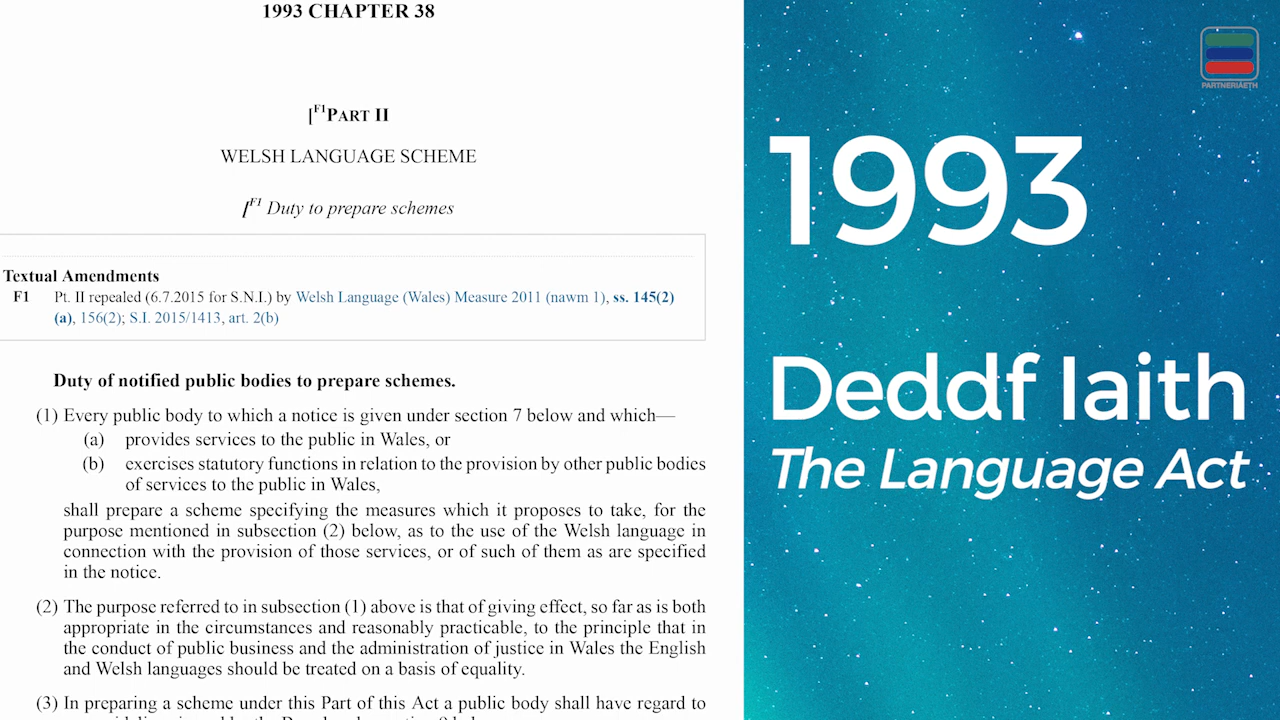 1993 CHAPTER 38
[F1PART II
WELSH LANGUAGE SCHEME
[F1 Duty to prepare schemes
Textual Amendments
F1 Pt. II repealed (6.7.2015 for S.N.I.) by Welsh Language (Wales) Measure 2011 (nawm 1), ss. 145(2)
(a), 156(2); S.I. 2015/1413, art. 2(b)
Duty of notified public bodies to prepare schemes.
(1) Every public body to which a notice is given under section 7 below and which—
(a) provides services to the public in Wales, or
(b) exercises statutory functions in relation to the provision by other public bodies
of services to the public in Wales,
shall prepare a scheme specifying the measures which it proposes to take, for the
purpose mentioned in subsection (2) below, as to the use of the Welsh language in
connection with the provision of those services, or of such of them as are specified
in the notice.
(2) The purpose referred to in subsection (1) above is that of giving effect, so far as is both
appropriate in the circumstances and reasonably practicable, to the principle that in
the conduct of public business and the administration of justice in Wales the English
and Welsh languages should be treated on a basis of equality.
(3) In preparing a scheme under this Part of this Act a public body shall have regard to
PARTNERIAETH
1993
Deddf Iaith
The Language Act